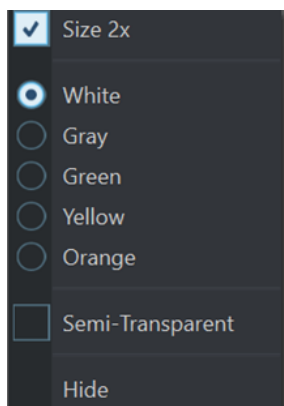 Size 2x
White
Gray
Green
Yellow
Orange
Semi-Transparent
Hide